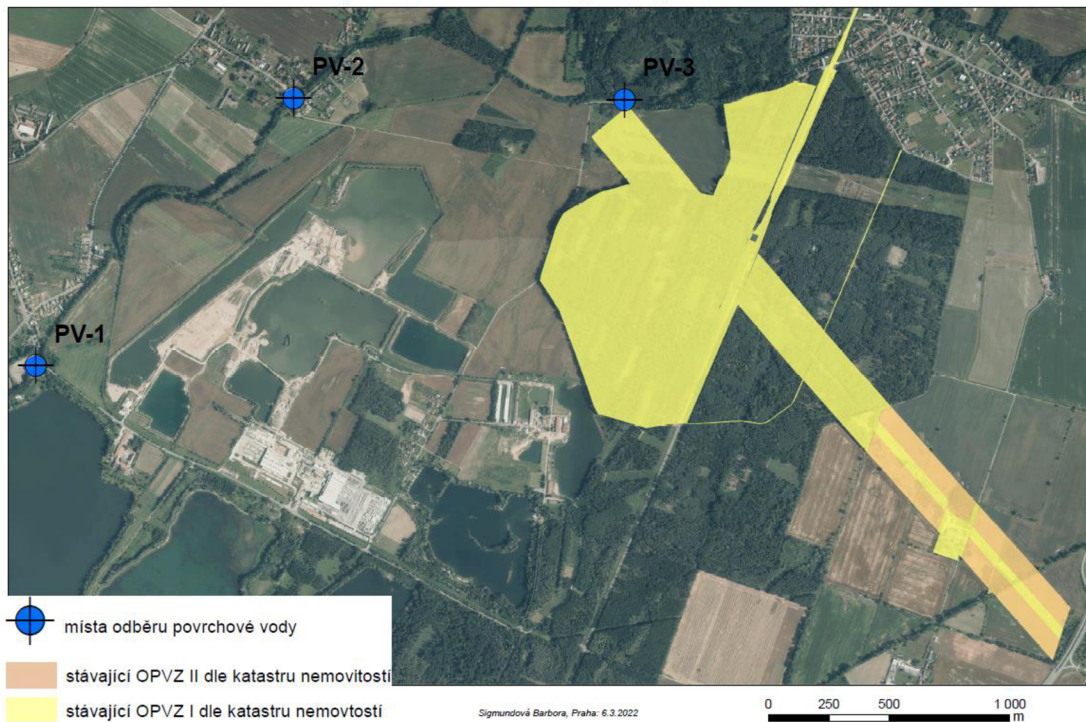 PV-2
PV-3
PV-1
místa odběru povrchové vody
stávající OPVZ II dle katastru nemovitostí
stávající OPVZ I dle katastru nemovtostí
Sigmundová Barbora, Praha: 6.3.2022
0 250 500 1 000
m